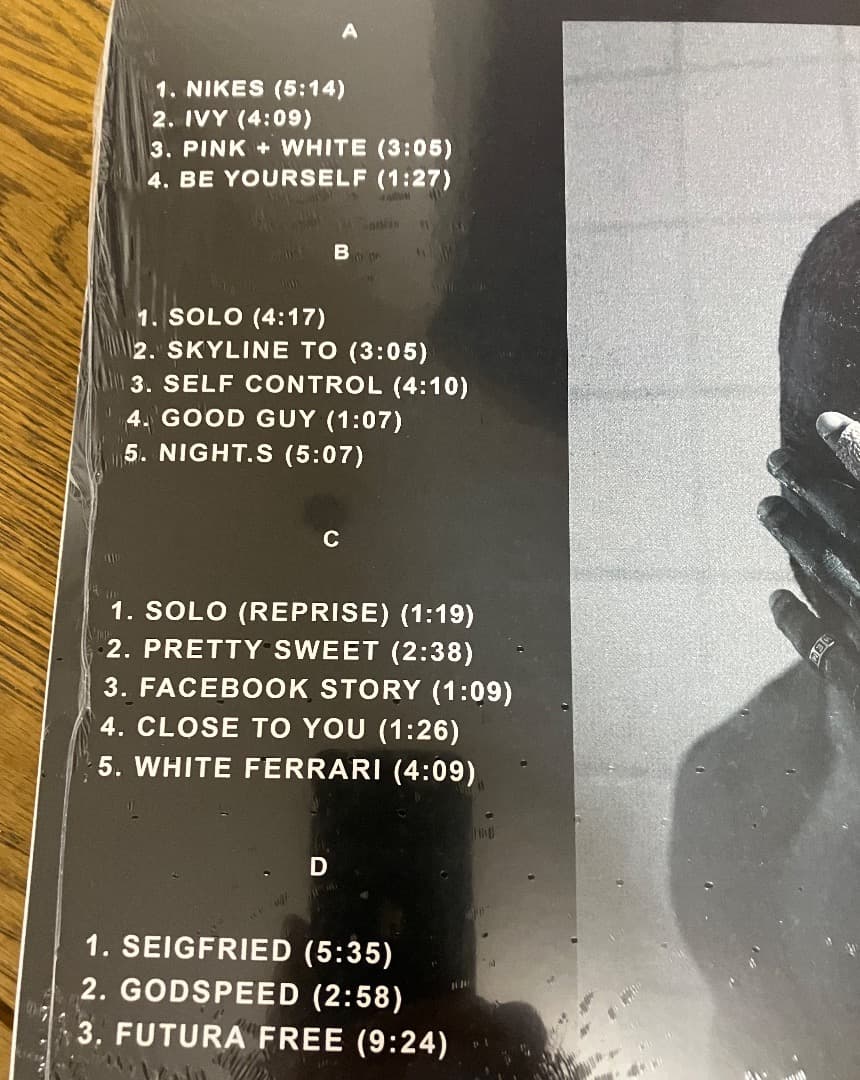 A
1. NIKES (5:14)
2. IVY (4:09)
3. PINK + WHITE (3:05)
4. BE YOURSELF (1:27)
B
1. SOLO (4:17)
2. SKYLINE TO (3:05)
3. SELF CONTROL (4:10)
4. GOOD GUY (1:07)
5. NIGHT.S (5:07)
C
1. SOLO (REPRISE) (1:19)
2. PRETTY SWEET (2:38)
3. FACEBOOK STORY (1:09)
4. CLOSE TO YOU (1:26)
5. WHITE FERRARI (4:09)
D
1. SEIGFRIED (5:35)
2. GODSPEED (2:58)
3. FUTURA FREE (9:24)